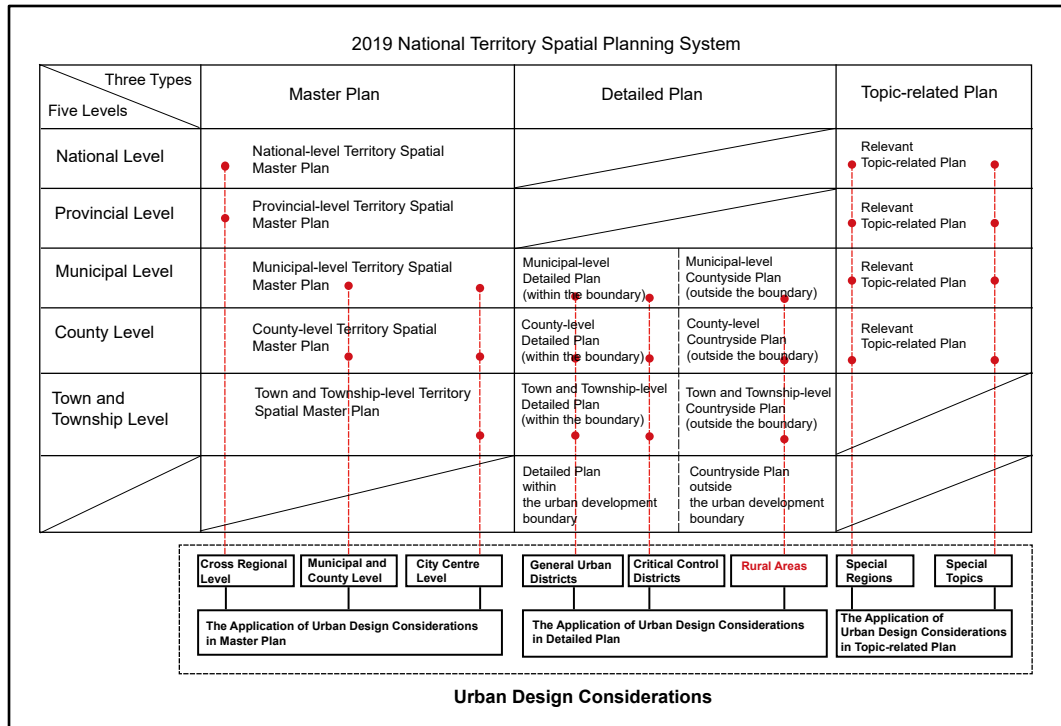 2019 National Territory Spatial Planning System
Three Types
Five Levels
Master Plan
Detailed Plan
Topic-related Plan
National Level
National-level Territory Spatial
Master Plan
Relevant
Topic-related Plan
Provincial Level
Provincial-level Territory Spatial
Master Plan
Relevant
Topic-related Plan
Municipal Level
Municipal-level Territory Spatial
Master Plan
Municipal-level
Detailed Plan
(within the boundary)
Municipal-level
Countyside Plan
(outside the boundary)
Relevant
Topic-related Plan
County Level
County-level Territory Spatial
Master Plan
County-level
Detailed Plan
(within the boundary)
County-level
Countryside Plan
(outside the boundary)
Relevant
Topic-related Plan
Town and
Township Level
Town and Township-level Territory
Spatial Master Plan
Town and Township-level
Detailed Plan
(within the boundary)
Town and Township-level
Countryside Plan
(outside the boundary)
Detailed Plan
within
the urban development
boundary
Countryside Plan
outside
the urban development
boundary
Cross Regional
Level
Municipal and
County Level
City Centre
Level
General Urban
Districts
Critical Control
Districts
Rural Areas
Special
Regions
Special
Topics
The Application of Urban Design Considerations
in Master Plan
The Application of Urban Design Considerations
in Detailed Plan
The Application of
Urban Design Considerations
in Topic-related Plan
Urban Design Considerations